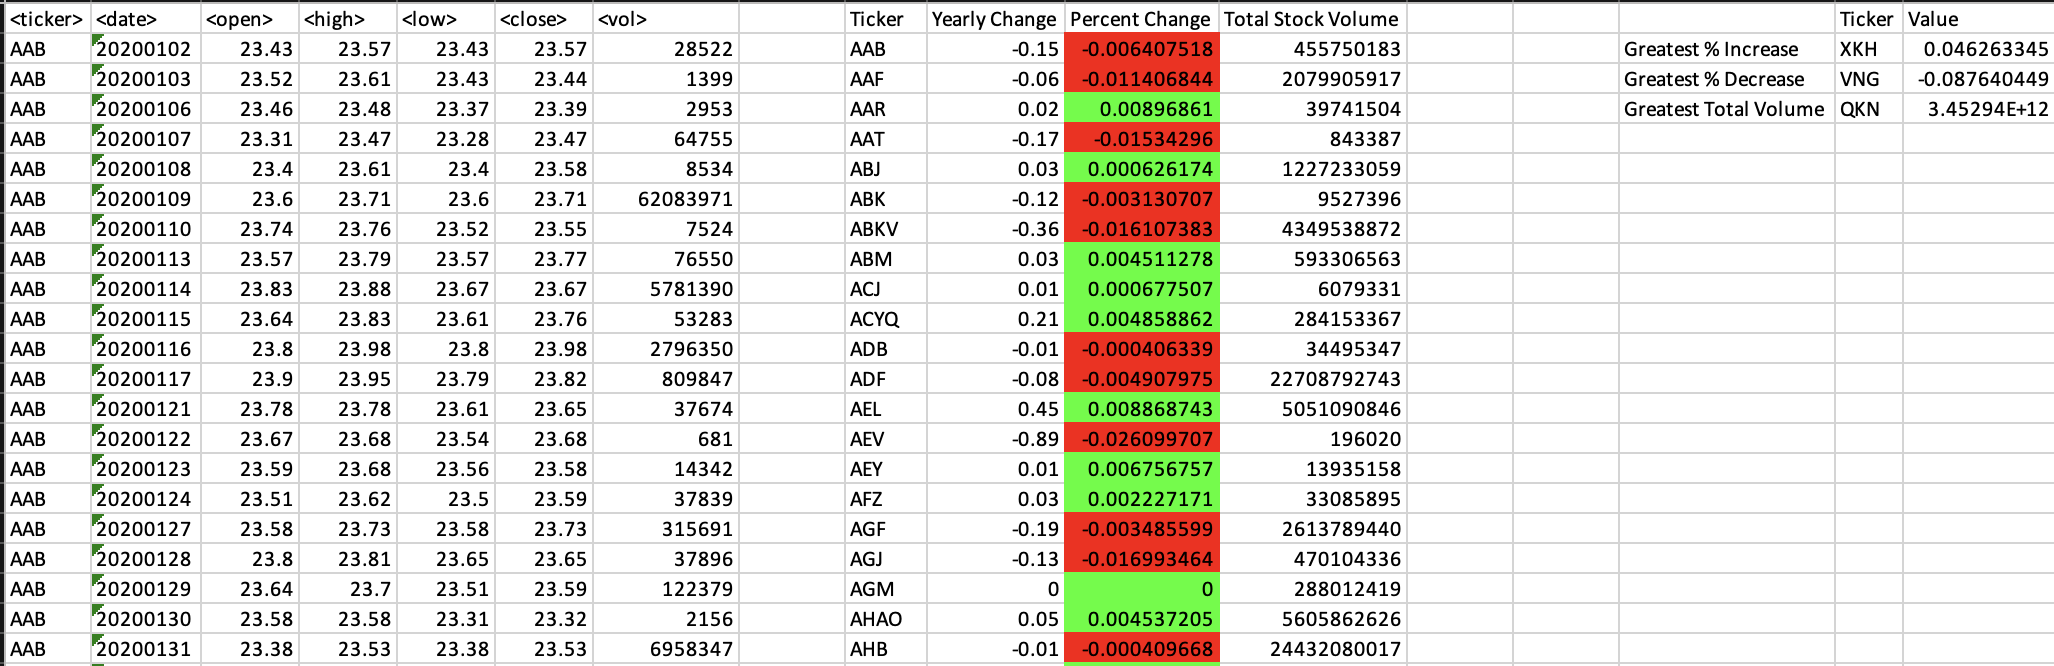 <ticker> <date> <open> <high> <low> <close> <vol> Ticker Yearly Change Percent Change Total Stock Volume Ticker Value
AAB 20200102 23.43 23.57 23.43 23.57 28522 AAB -0.15 -0.006407518 455750183 Greatest % Increase XKH 0.046263345
AAB 20200103 23.52 23.61 23.43 23.44 1399 AAF -0.06 -0.011406844 2079905917 Greatest % Decrease VNG -0.087640449
AAB 20200106 23.46 23.48 23.37 23.39 2953 AAR 0.02 0.00896861 39741504 Greatest Total Volume QKN 3.45294E+12
AAB 20200107 23.31 23.47 23.28 23.47 64755 AAT -0.17 -0.01534296 843387
AAB 20200108 23.4 23.61 23.4 23.58 8534 ABJ 0.03 0.000626174 1227233059
AAB 20200109 23.6 23.71 23.6 23.71 62083971 ABK -0.12 -0.003130707 9527396
AAB 20200110 23.74 23.76 23.52 23.55 7524 ABKV -0.36 -0.016107383 4349538872
AAB 20200113 23.57 23.79 23.57 23.77 76550 ABM 0.03 0.004511278 593306563
AAB 20200114 23.83 23.88 23.67 23.67 5781390 ACJ 0.01 0.000677507 6079331
AAB 20200115 23.64 23.83 23.61 23.76 53283 ACYQ 0.21 0.004858862 284153367
AAB 20200116 23.8 23.98 23.8 23.98 2796350 ADB -0.01 -0.000406339 34495347
AAB 20200117 23.9 23.95 23.79 23.82 809847 ADF -0.08 -0.004907975 22708792743
AAB 20200121 23.78 23.78 23.61 23.65 37674 AEL 0.45 0.008868743 5051090846
AAB 20200122 23.67 23.68 23.54 23.68 681 AEV -0.89 -0.026099707 196020
AAB 20200123 23.59 23.68 23.56 23.58 14342 AEY 0.01 0.006756757 13935158
AAB 20200124 23.51 23.62 23.5 23.59 37839 AFZ 0.03 0.002227171 33085895
AAB 20200127 23.58 23.73 23.58 23.73 315691 AGF -0.19 -0.003485599 2613789440
AAB 20200128 23.8 23.81 23.65 23.65 37896 AGJ -0.13 -0.016993464 470104336
AAB 20200129 23.64 23.7 23.51 23.59 122379 AGM 0 0 288012419
AAB 20200130 23.58 23.58 23.31 23.32 2156 AHAO 0.05 0.004537205 5605862626
AAB 20200131 23.38 23.53 23.38 23.53 6958347 AHB -0.01 -0.000409668 24432080017